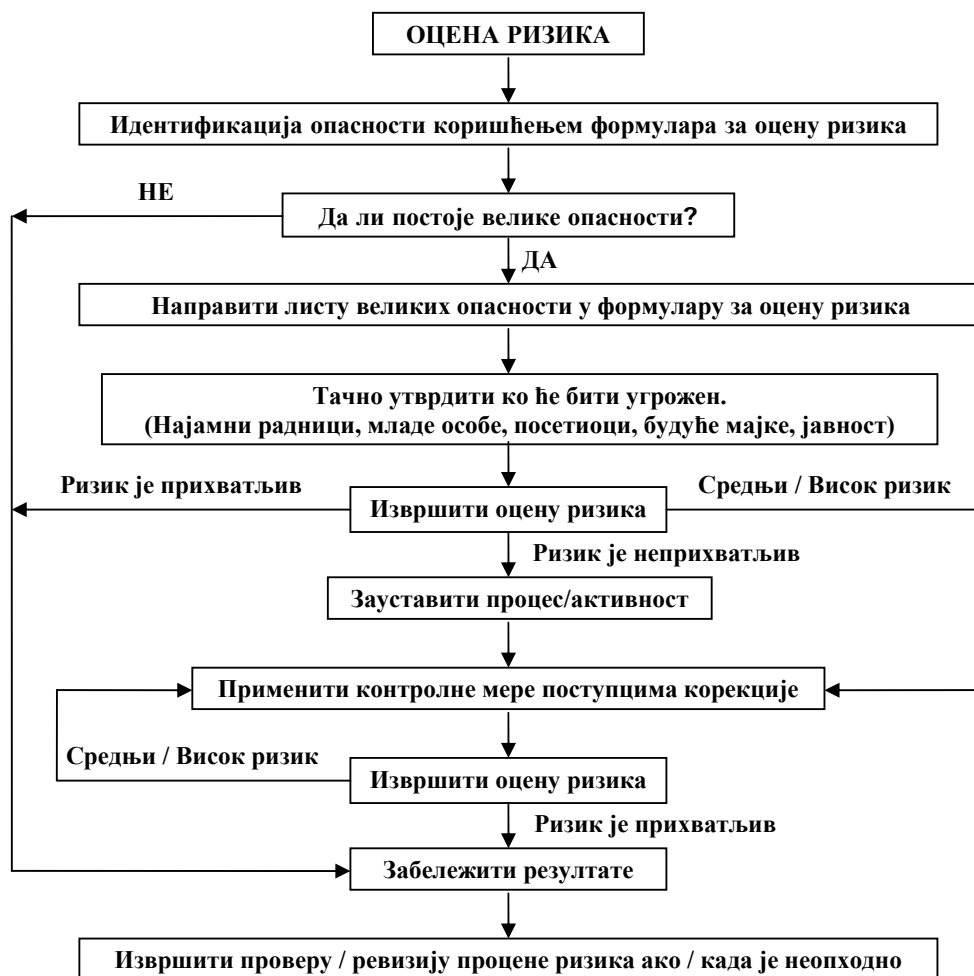 ОЦЕНА РИЗИКА
Идентификација опасности коришћењем формулара за оцену ризика
НЕ
Да ли постоје велике опасности?
ДА
Направити листу великих опасности у формулару за оцену ризика
Тачно утврдити ко ће бити угрожен.
(Најамни радници, младе особе, посетиоци, будуће мајке, јавност)
Ризик је прихватљив
Средњи / Висок ризик
Извршити оцену ризика
Ризик је неприхватљив
Зауставити процес/активност
Применити контролне мере поступцима корекције
Средњи / Висок ризик
Извршити оцену ризика
Ризик је прихватљив
Забележити резултате
Извршити проверу / ревизију процене ризика ако / када је неопходно